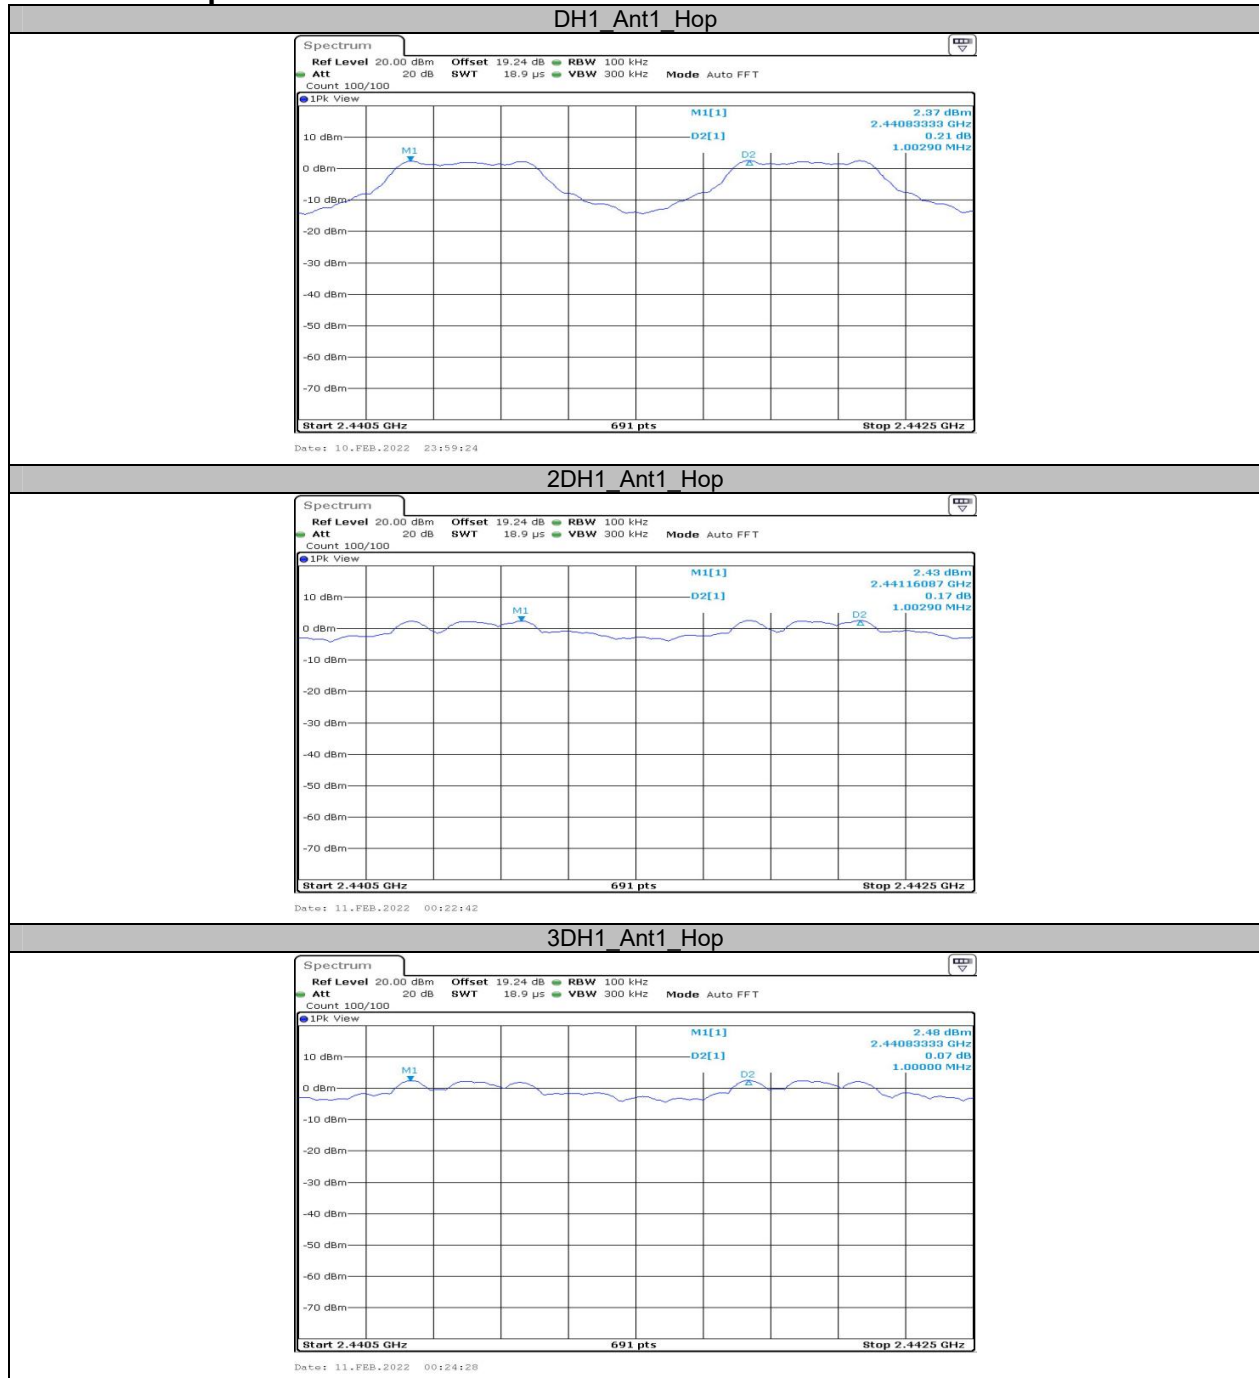 DH1_Ant1_Hop
Spectrum
Ref Level 20.00 dBm Offset 19.24 dB RBW 100 kHz
Att 20 dB SWT 18.9 µs VBW 300 kHz Mode Auto FFT
Count 100/100
1Pk View
M1[1] 2.37 dBm
2.44083333 GHz
10 dBm D2[1] 0.21 dB
1.00290 MHz
M1 D2
0 dBm
-10 dBm
-20 dBm
-30 dBm
-40 dBm
-50 dBm
-60 dBm
-70 dBm
Start 2.4405 GHz 691 pts Stop 2.4425 GHz
Date: 10.FEB.2022 23:59:24
2DH1_Ant1_Hop
Spectrum
Ref Level 20.00 dBm Offset 19.24 dB RBW 100 kHz
Att 20 dB SWT 18.9 µs VBW 300 kHz Mode Auto FFT
Count 100/100
1Pk View
M1[1] 2.43 dBm
2.44116087 GHz
10 dBm D2[1] 0.17 dB
1.00290 MHz
M1 D2
0 dBm
-10 dBm
-20 dBm
-30 dBm
-40 dBm
-50 dBm
-60 dBm
-70 dBm
Start 2.4405 GHz 691 pts Stop 2.4425 GHz
Date: 11.FEB.2022 00:22:42
3DH1_Ant1_Hop
Spectrum
Ref Level 20.00 dBm Offset 19.24 dB RBW 100 kHz
Att 20 dB SWT 18.9 µs VBW 300 kHz Mode Auto FFT
Count 100/100
1Pk View
M1[1] 2.48 dBm
2.44083333 GHz
10 dBm D2[1] 0.07 dB
1.00000 MHz
M1 D2
0 dBm
-10 dBm
-20 dBm
-30 dBm
-40 dBm
-50 dBm
-60 dBm
-70 dBm
Start 2.4405 GHz 691 pts Stop 2.4425 GHz
Date: 11.FEB.2022 00:24:28